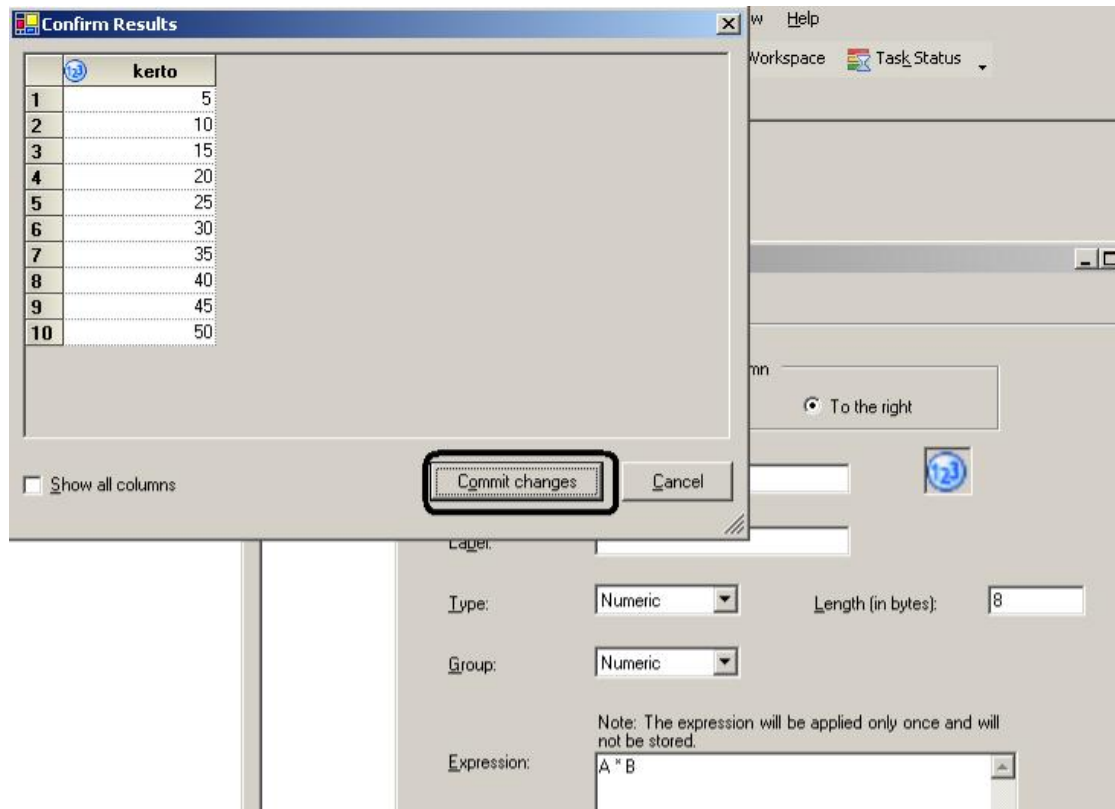 Confirm Results
kerto
1 5
2 10
3 15
4 20
5 25
6 30
7 35
8 40
9 45
10 50
Show all columns
Commit changes
Cancel
w Help
Workspace
Task Status
mn
To the right
123
Label:
Type:
Numeric
Length (in bytes):
8
Group:
Numeric
Note: The expression will be applied only once and will
not be stored.
Expression:
A * B